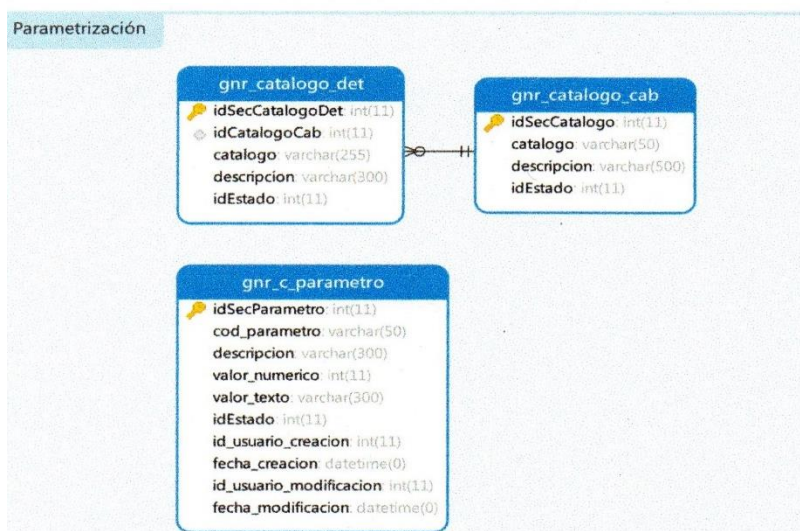 Parametrización
gnr_catalogo_det
idSecCatalogoDet: int(11)
idCatalogoCab: int(11)
catalogo: varchar(255)
descripcion: varchar(300)
idEstado: int(11)
gnr_catalogo_cab
idSecCatalogo: int(11)
catalogo: varchar(50)
descripcion: varchar(500)
idEstado: int(11)
gnr_c_parametro
idSecParametro: int(11)
cod_parametro: varchar(50)
descripcion: varchar(300)
valor_numerico: int(11)
valor_texto: varchar(300)
idEstado: int(11)
id_usuario_creacion: int(11)
fecha_creacion: datetime(0)
id_usuario_modificacion: int(11)
fecha_modificacion: datetime(0)